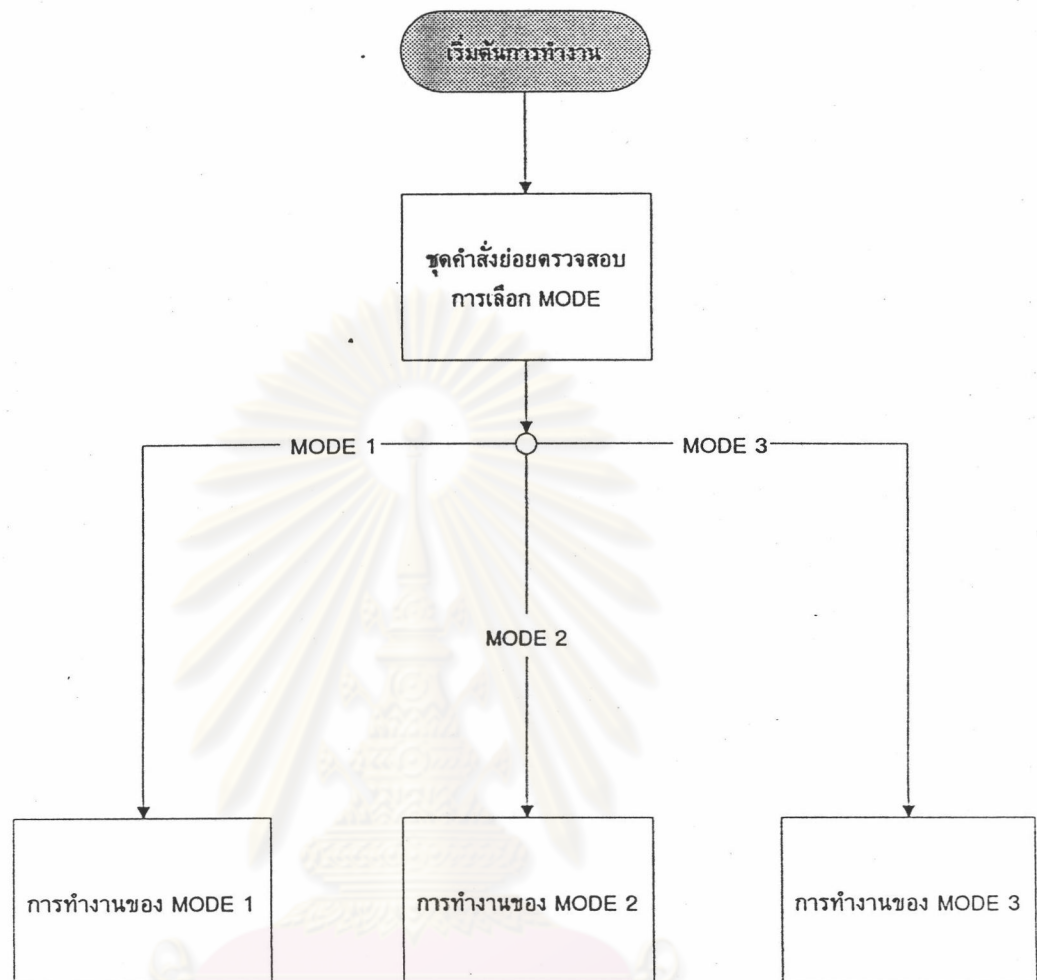 เริ่มต้นการทำงาน
ชุดคำสั่งย่อยตรวจสอบ
การเลือก MODE
MODE 1
MODE 3
MODE 2
การทำงานของ MODE 1
การทำงานของ MODE 2
การทำงานของ MODE 3